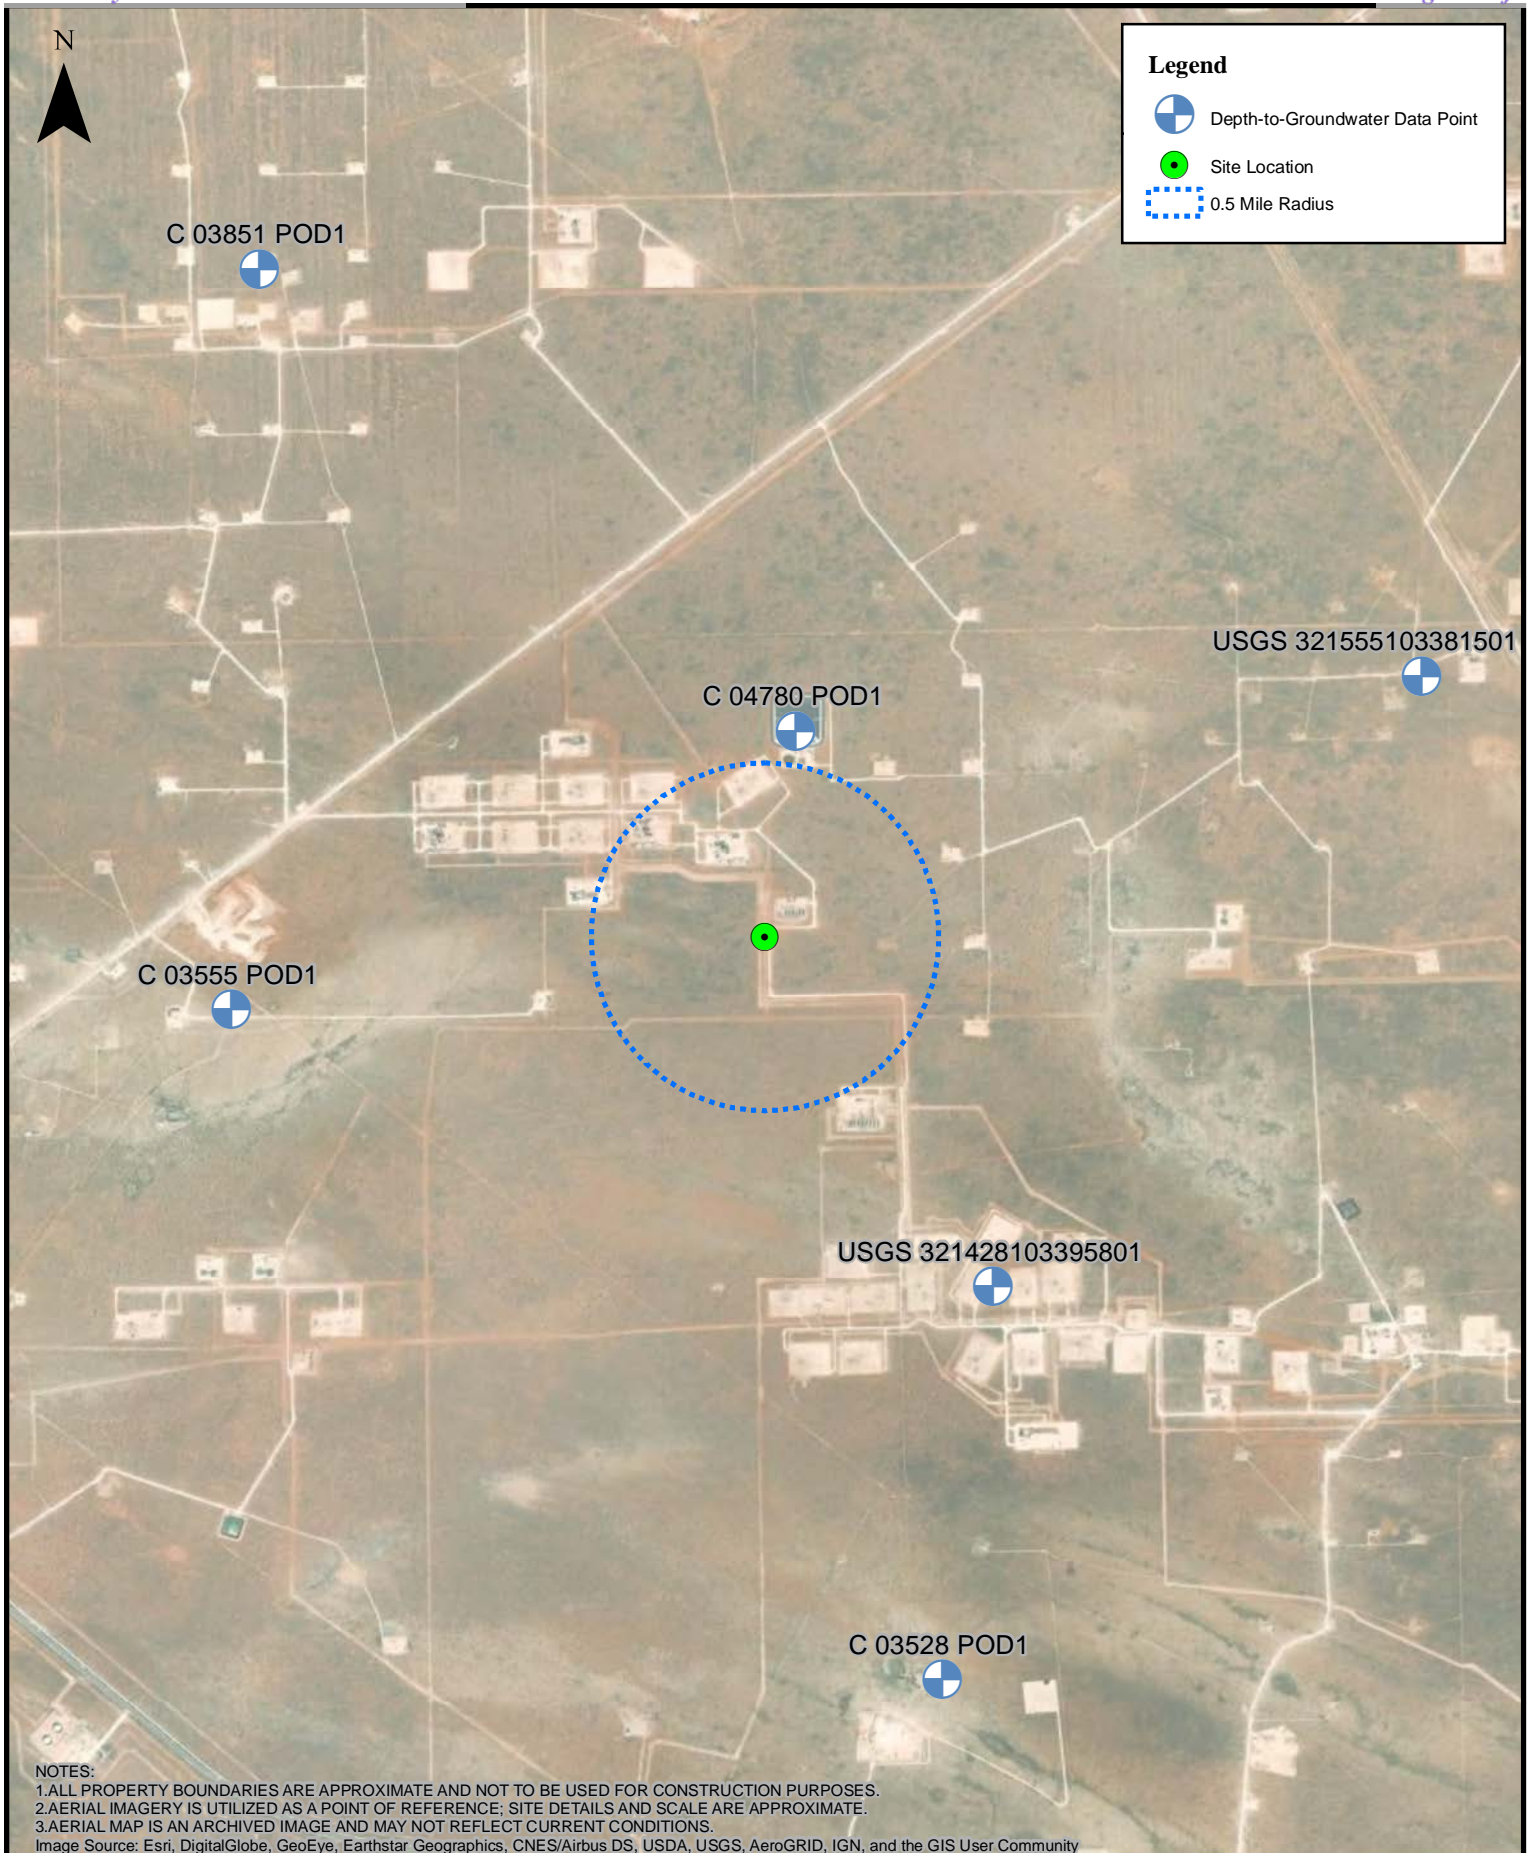 N
Legend
Depth-to-Groundwater Data Point
Site Location
0.5 Mile Radius
C 03851 POD1
USGS 321555103381501
C 04780 POD1
C 03555 POD1
USGS 321428103395801
C 03528 POD1
NOTES:
1.ALL PROPERTY BOUNDARIES ARE APPROXIMATE AND NOT TO BE USED FOR CONSTRUCTION PURPOSES.
2.AERIAL IMAGERY IS UTILIZED AS A POINT OF REFERENCE; SITE DETAILS AND SCALE ARE APPROXIMATE.
3.AERIAL MAP IS AN ARCHIVED IMAGE AND MAY NOT REFLECT CURRENT CONDITIONS.
Image Source: Esri, DigitalGlobe, GeoEye, Earthstar Geographics, CNES/Airbus DS, USDA, USGS, AeroGRID, IGN, and the GIS User Community